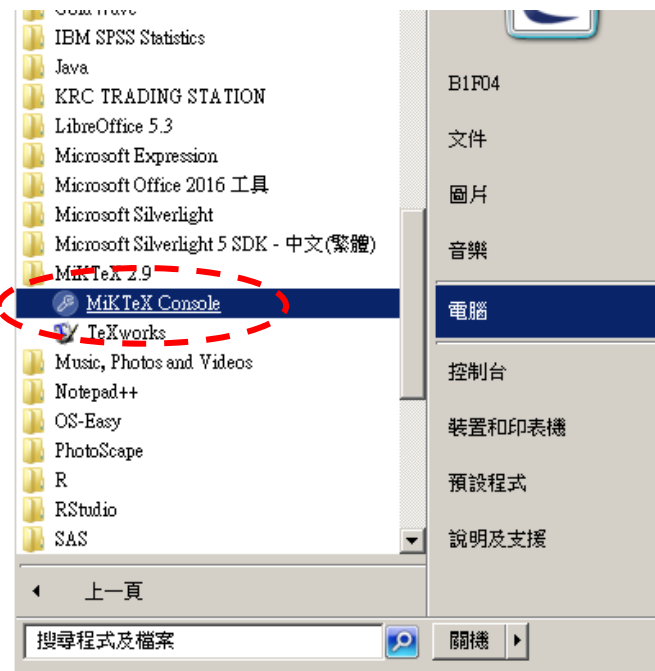 IBM SPSS Statistics
Java
KRC TRADING STATION
LibreOffice 5.3
Microsoft Expression
Microsoft Office 2016 工具
Microsoft Silverlight
Microsoft Silverlight 5 SDK - 中文(繁體)
MiKTeX 2.9
MiKTeX Console
TeXworks
Music, Photos and Videos
Notepad++
OS-Easy
PhotoScape
R
RStudio
SAS
上一頁
搜尋程式及檔案
B1F04
文件
圖片
音樂
電腦
控制台
裝置和印表機
預設程式
說明及支援
關機